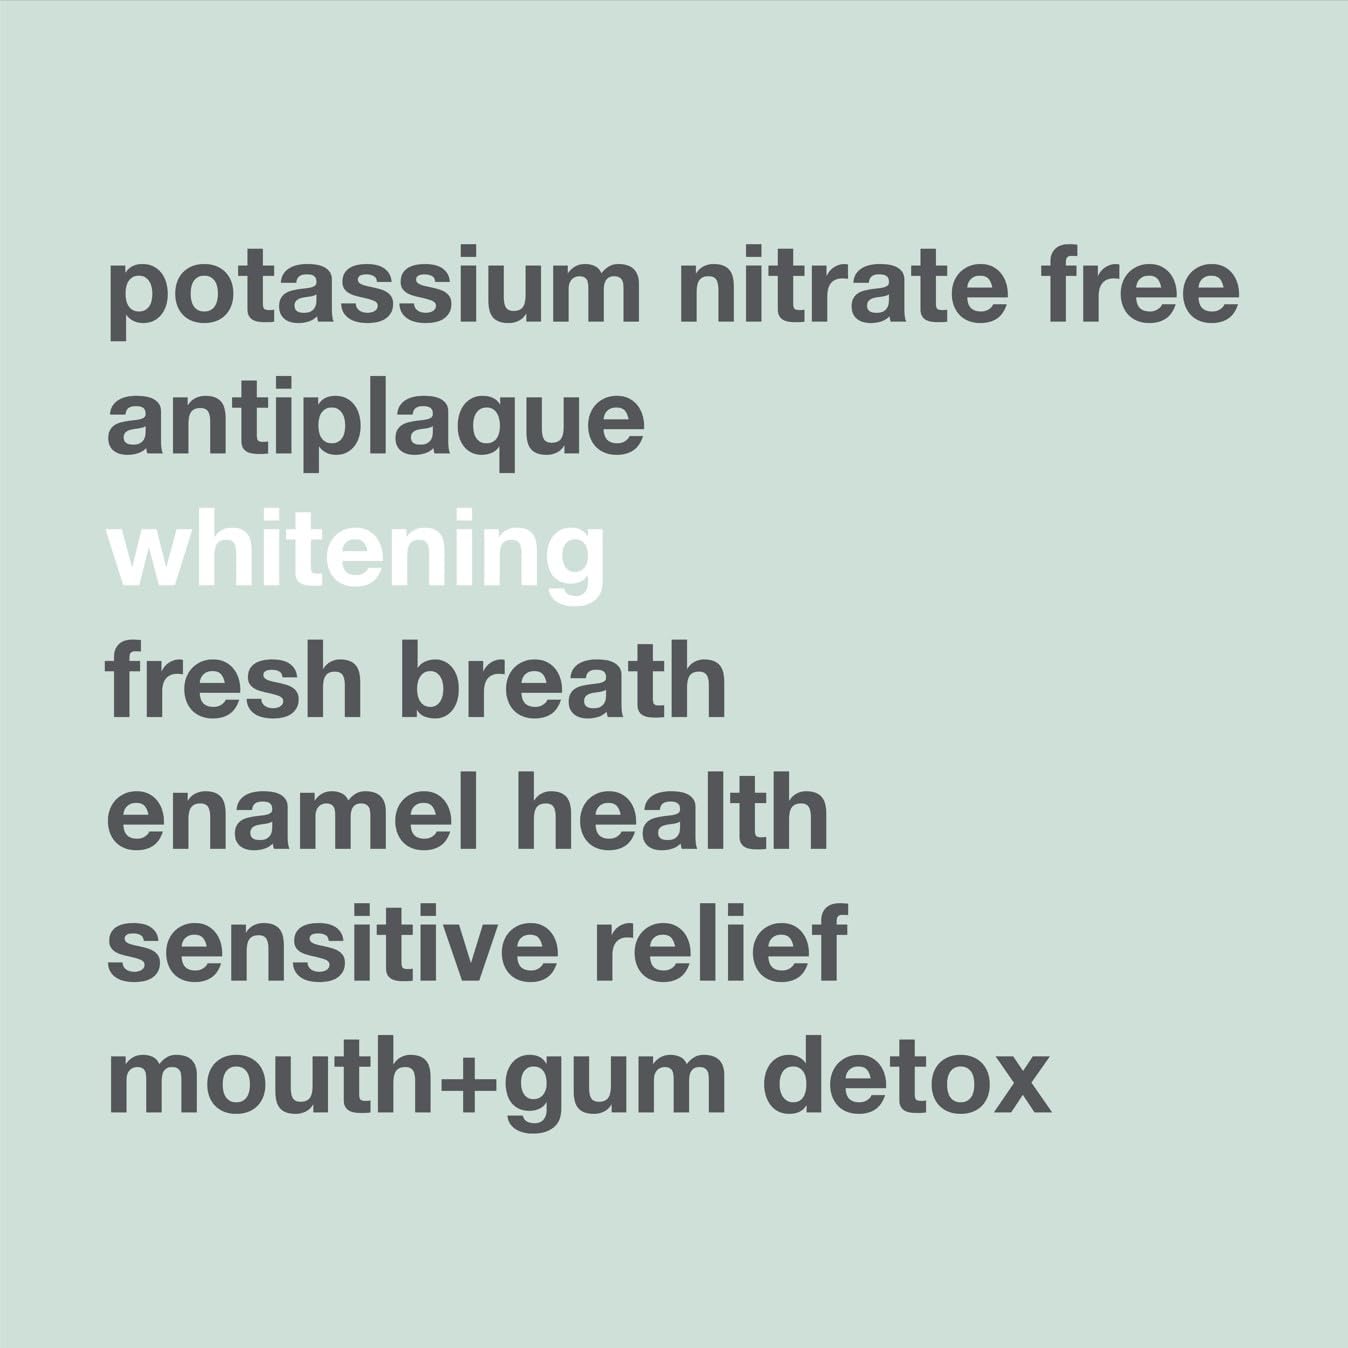 potassium nitrate free
antiplaque
whitening
fresh breath
enamel health
sensitive relief
mouth+gum detox